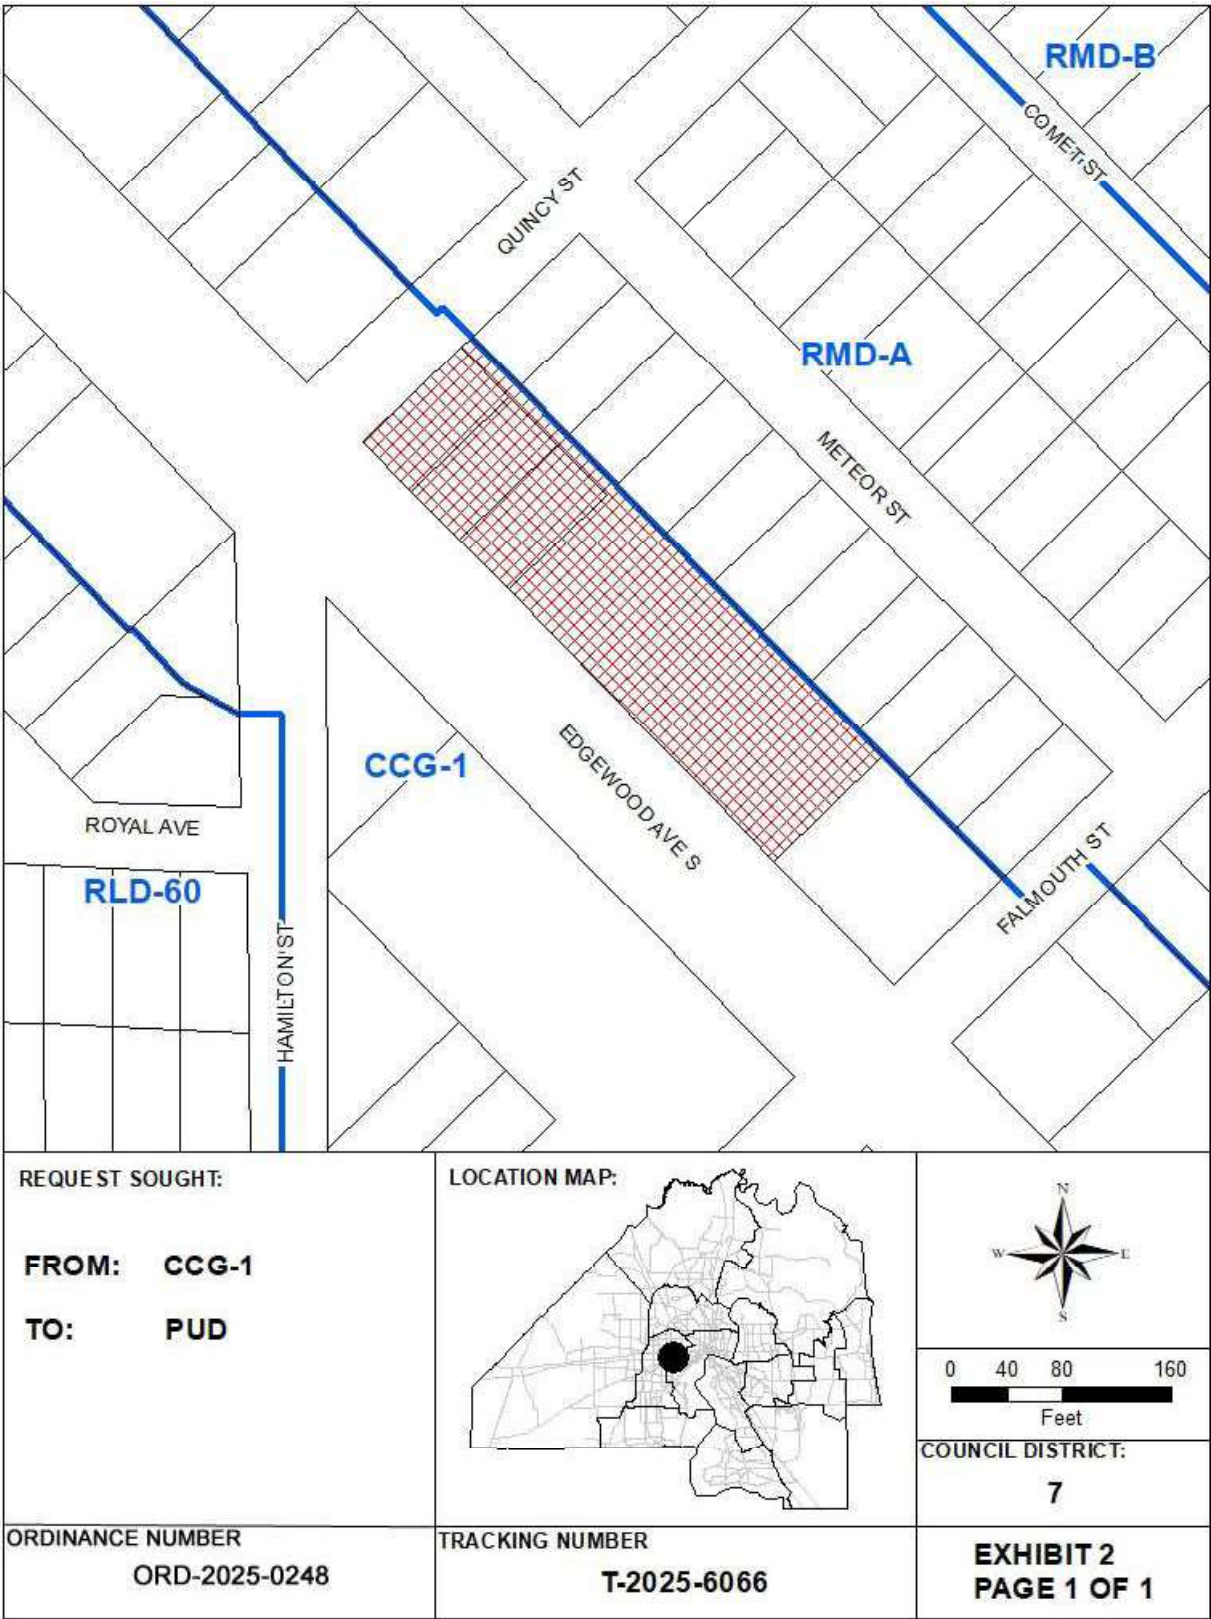 RMD-B
COMET ST
QUINCY ST
RMD-A
METEOR ST
EDGEWOOD AVE S
CCG-1
ROYAL AVE
RLD-60
FALMOUTH ST
HAMILTON ST
REQUEST SOUGHT:
FROM: CCG-1
TO: PUD
LOCATION MAP:
N
W E
S
0 40 80 160
Feet
COUNCIL DISTRICT:
7
ORDINANCE NUMBER
ORD-2025-0248
TRACKING NUMBER
T-2025-6066
EXHIBIT 2
PAGE 1 OF 1